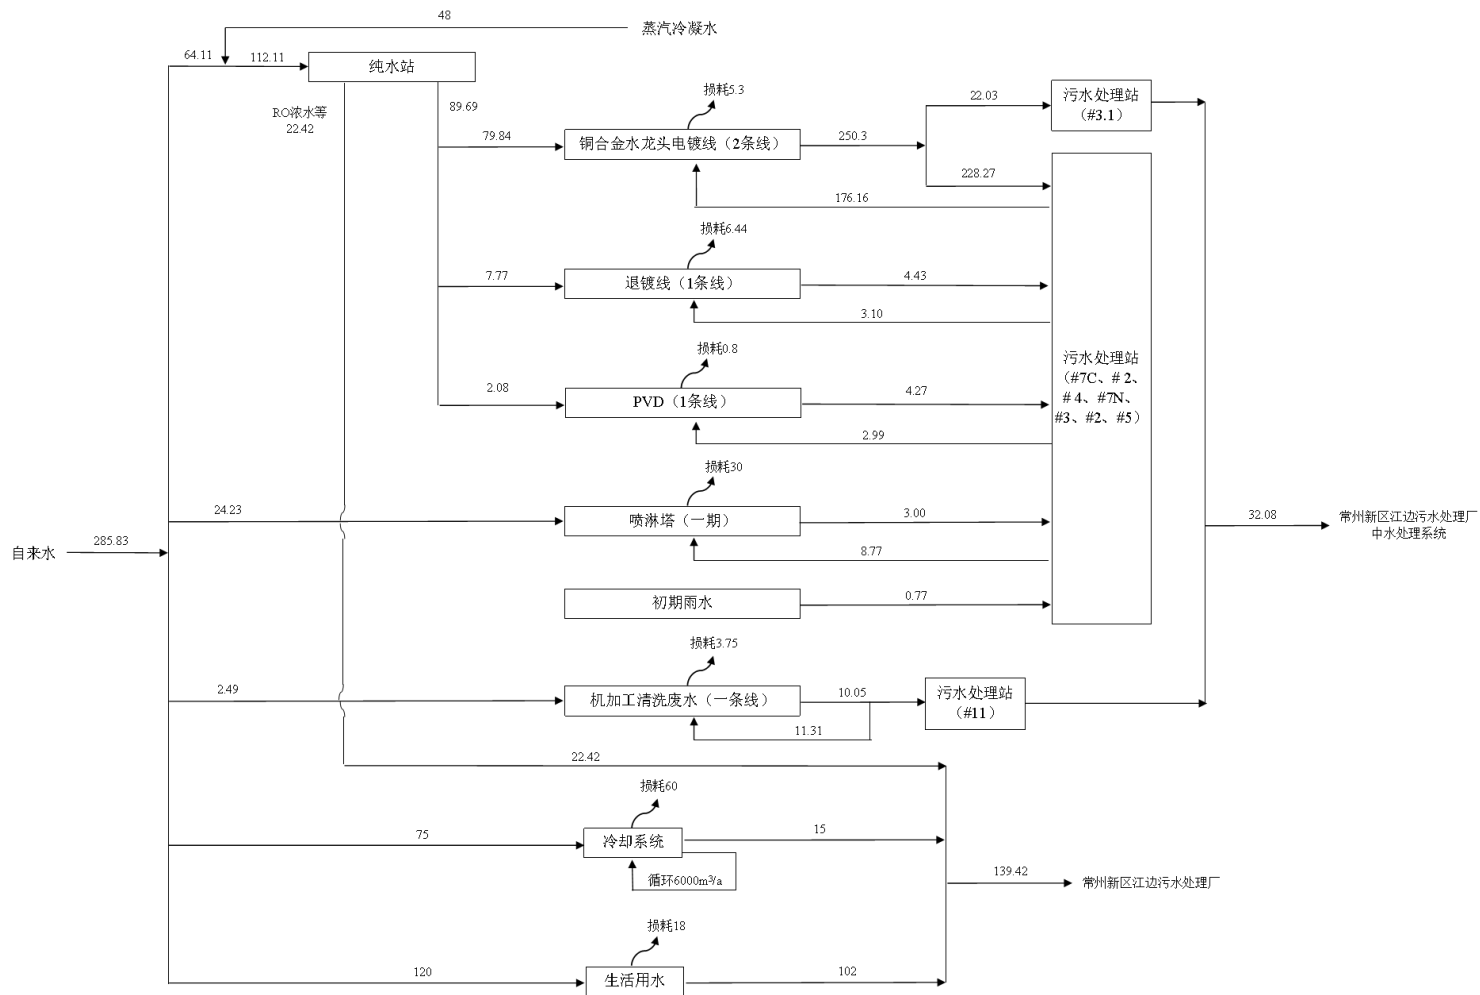 48
蒸汽冷凝水
64.11
112.11
纯水站
RO浓水等
22.42
89.69
损耗5.3
79.84
铜合金水龙头电镀线（2条线）
250.3
22.03
污水处理站
（#3.1）
228.27
176.16
损耗6.44
7.77
退镀线（1条线）
4.43
3.10
损耗0.8
2.08
PVD（1条线）
4.27
2.99
污水处理站
（#7C、# 2、
# 4、#7N、
#3、#2、#5）
损耗30
24.23
喷淋塔（一期）
3.00
8.77
自来水
285.83
32.08
常州新区江边污水处理厂
中水处理系统
初期雨水
0.77
损耗3.75
2.49
机加工清洗废水（一条线）
10.05
11.31
污水处理站
（#11）
22.42
损耗60
75
冷却系统
15
循环6000m³/a
139.42
常州新区江边污水处理厂
损耗18
120
生活用水
102